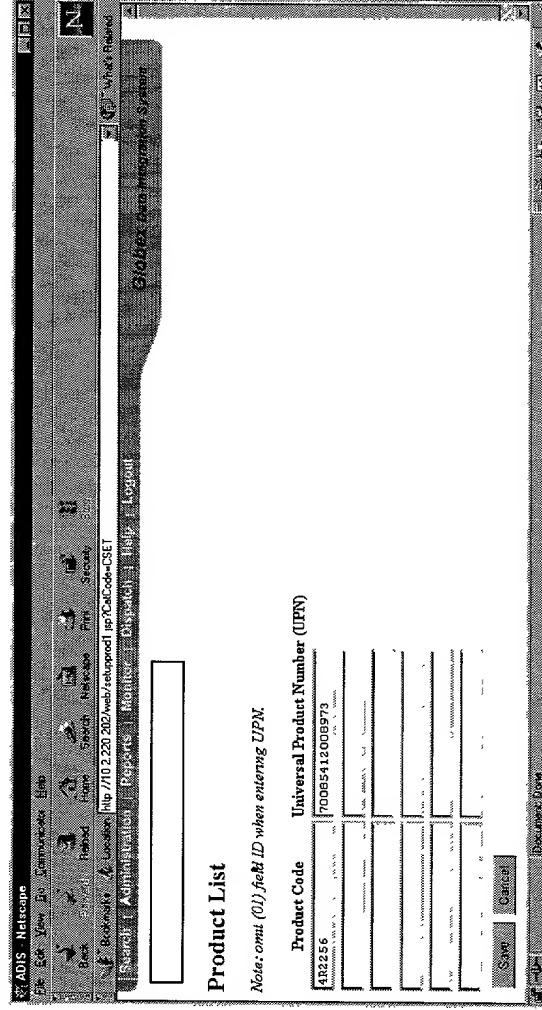 ADIS - Netscape
File Edit View Go Communicator Help
Back Reload Home Search Netscape Print Security Stop
Bookmarks Location http //10 2.220 202/web/setupprod1 jsp?CatCode=CSET What's Related
Search | Administration | Reports | Monitor | Dispatch | Help | Logout
Globex Data Integration System
Product List
Note: omit (01) field ID when entering UPN.
Product Code Universal Product Number (UPN)
4R2256 70085412008973
Save Cancel
Document Done